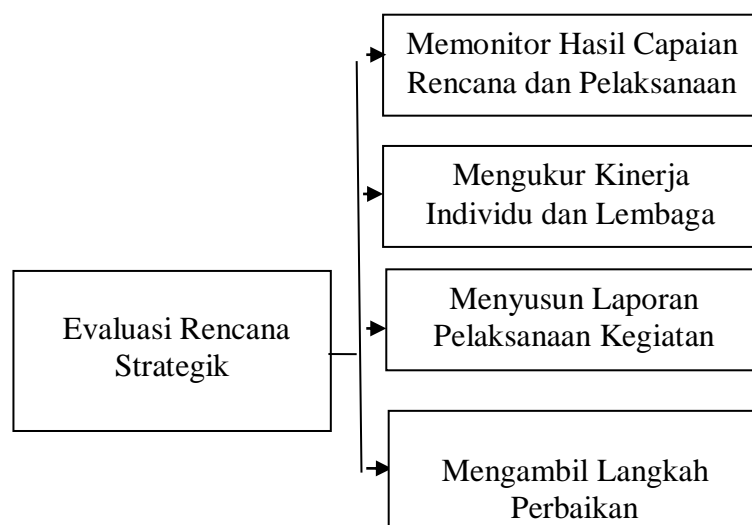 Memonitor Hasil Capaian
Rencana dan Pelaksanaan
Mengukur Kinerja
Individu dan Lembaga
Evaluasi Rencana
Strategik
Menyusun Laporan
Pelaksanaan Kegiatan
Mengambil Langkah
Perbaikan